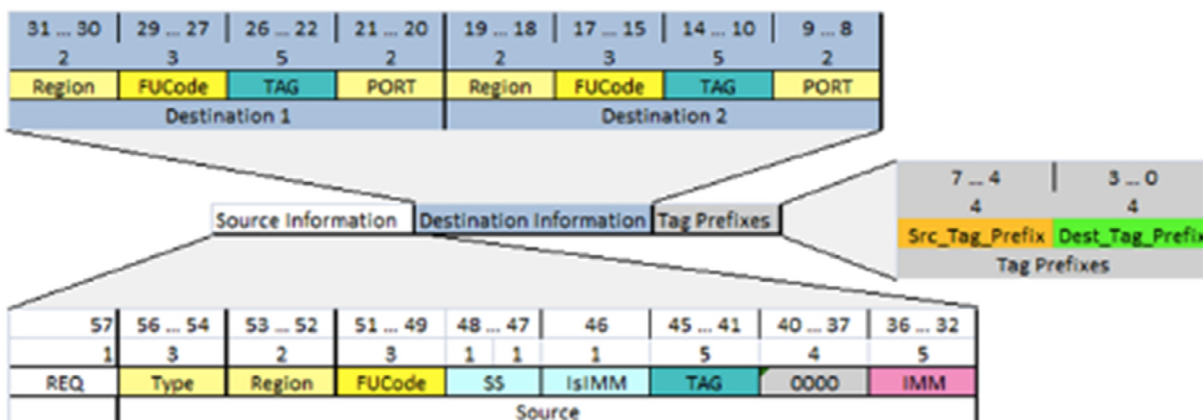 31 ... 30 29 ... 27 26 ... 22 21 ... 20 19 ... 18 17 ... 15 14 ... 10 9 ... 8
2 3 5 2 2 3 5 2
Region FUCode TAG PORT Region FUCode TAG PORT
Destination 1 Destination 2
7 ... 4 3 ... 0
4 4
Src_Tag_Prefix Dest_Tag_Prefix
Tag Prefixes
Source Information Destination Information Tag Prefixes
57 56 ... 54 53 ... 52 51 ... 49 48 ... 47 46 45 ... 41 40 ... 37 36 ... 32
1 3 2 3 1 1 1 5 4 5
REQ Type Region FUCode SS IsIMM TAG 0000 IMM
Source